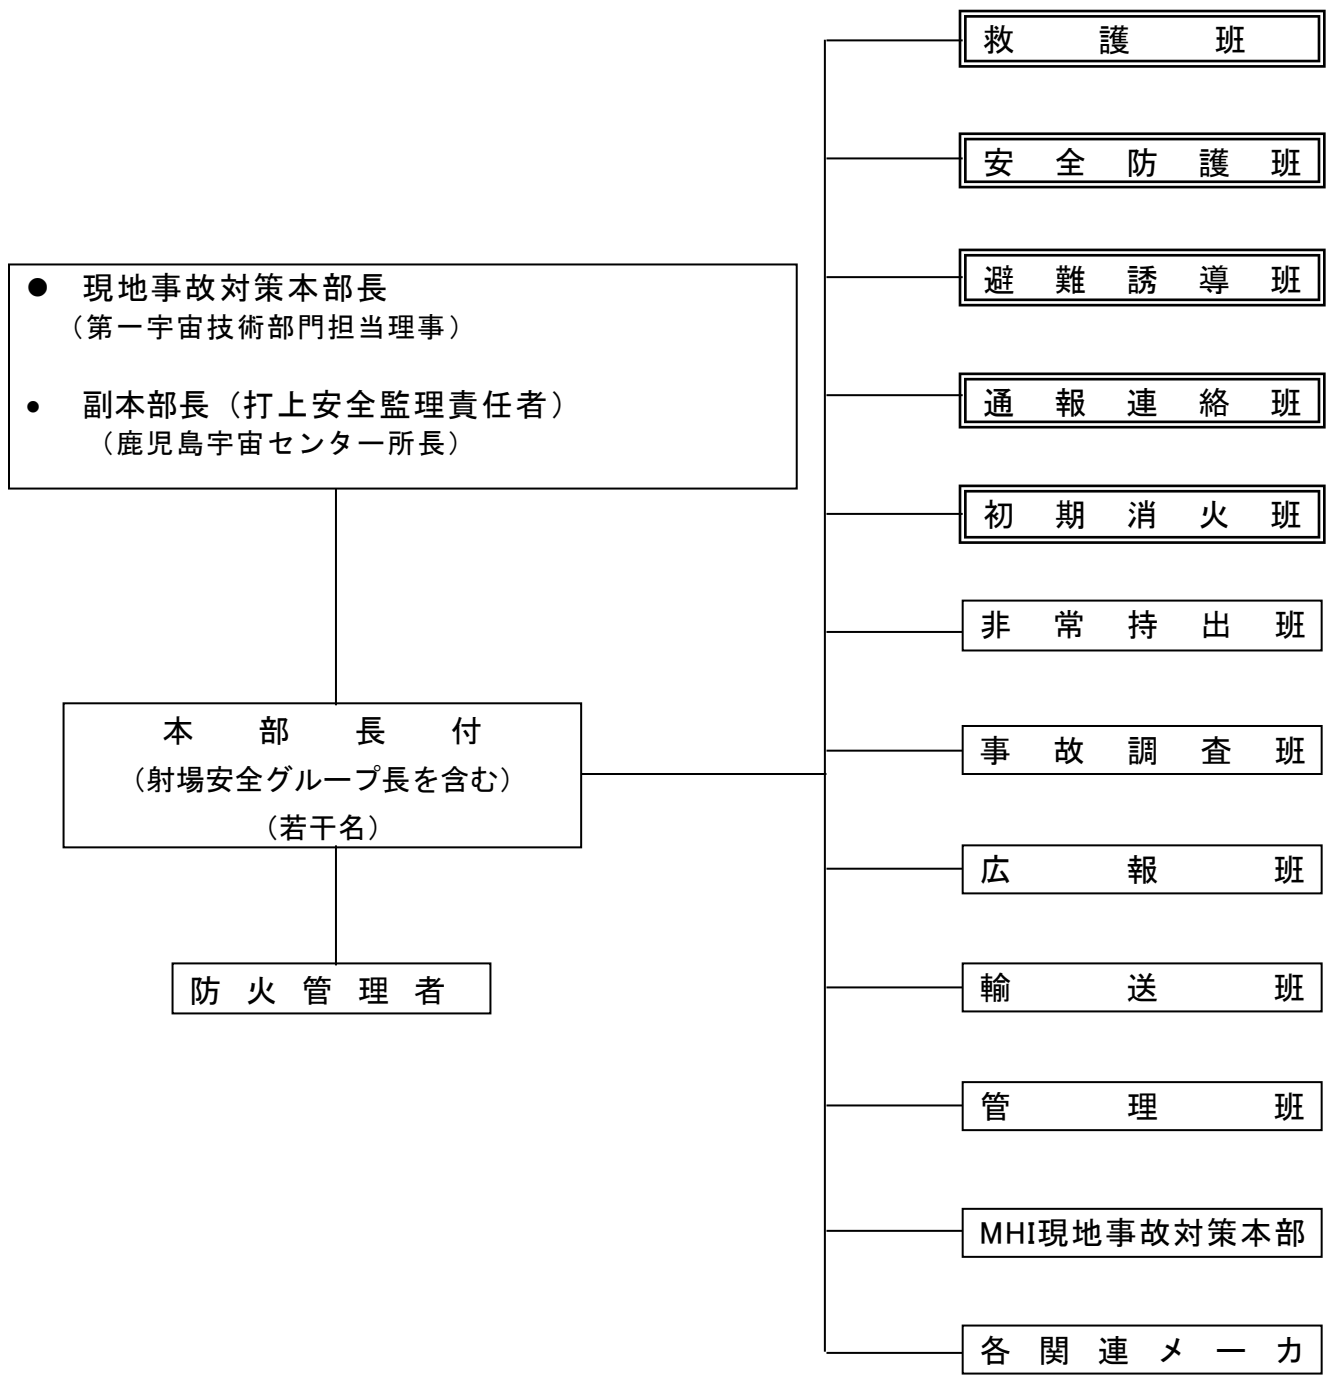 ● 現地事故対策本部長
（第一宇宙技術部門担当理事）
● 副本部長（打上安全監理責任者）
（鹿児島宇宙センター所長）
本部長付
（射場安全グループ長を含む）
（若干名）
防火管理者
救護班
安全防護班
避難誘導班
通報連絡班
初期消火班
非常持出班
事故調査班
広報班
輸送班
管理班
MHI現地事故対策本部
各関連メーカ